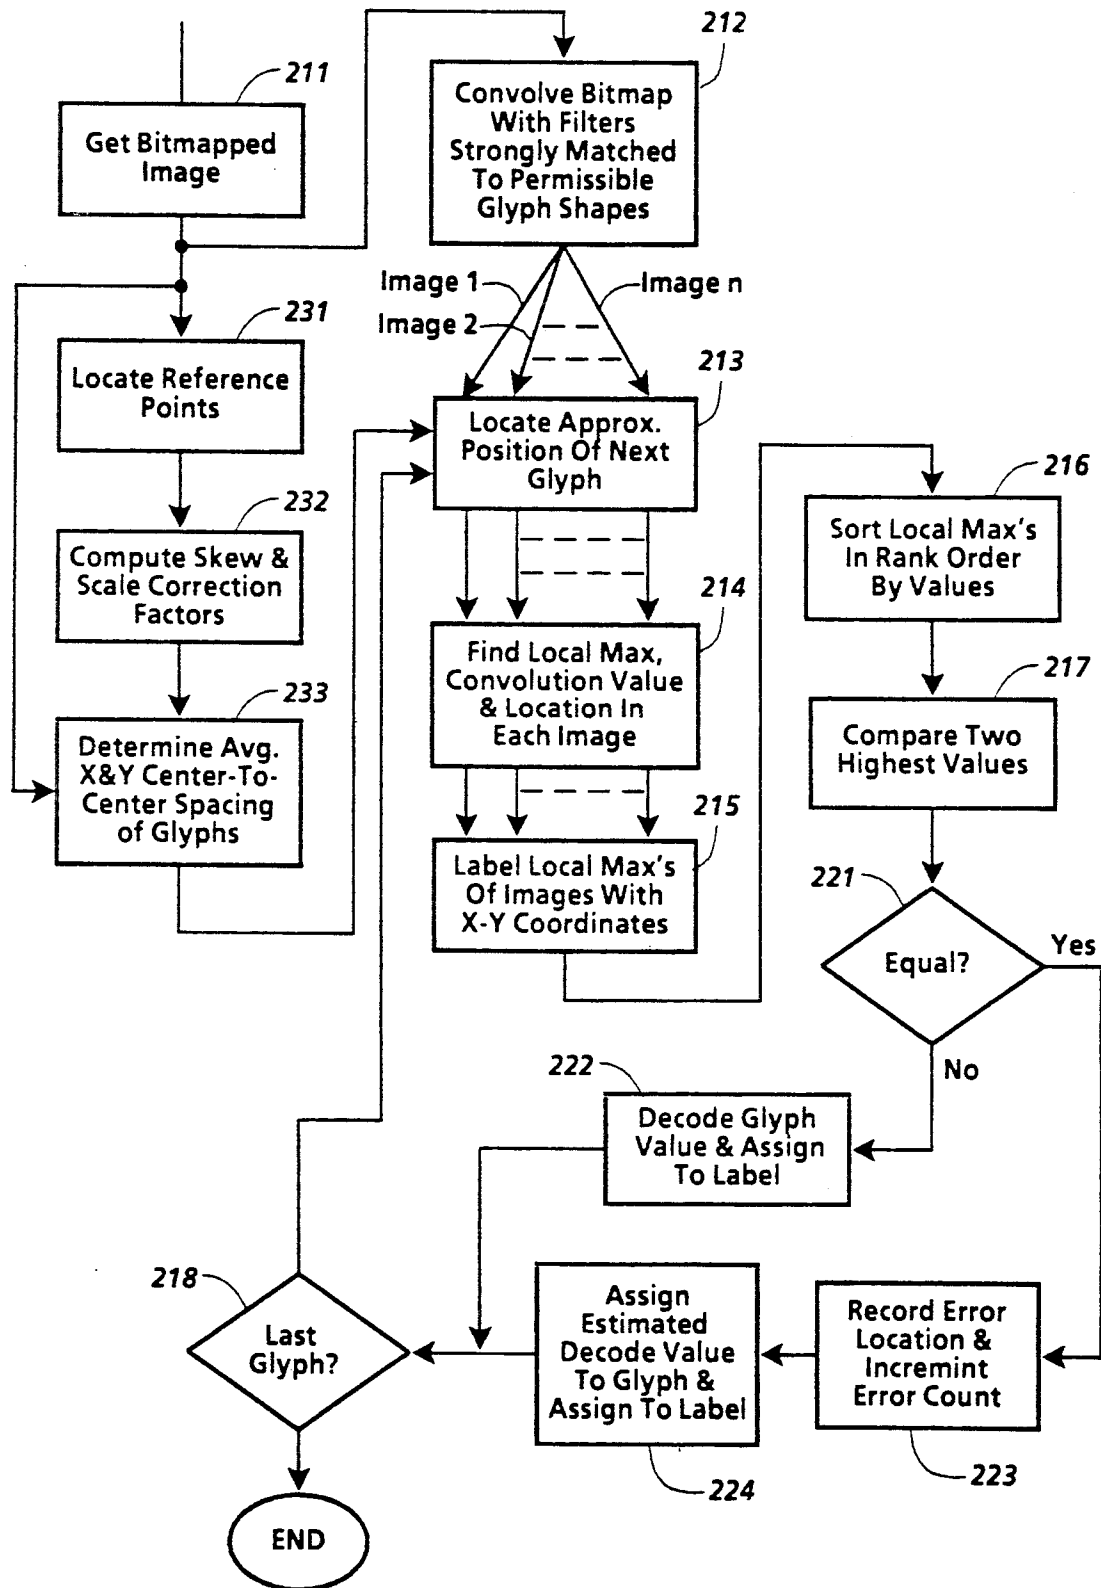 211
Get Bitmapped
Image
212
Convolve Bitmap
With Filters
Strongly Matched
To Permissible
Glyph Shapes
Image 1
Image 2
Image n
231
Locate Reference
Points
232
Compute Skew &
Scale Correction
Factors
233
Determine Avg.
X&Y Center-To-
Center Spacing
of Glyphs
213
Locate Approx.
Position Of Next
Glyph
214
Find Local Max,
Convolution Value
& Location In
Each Image
215
Label Local Max's
Of Images With
X-Y Coordinates
216
Sort Local Max's
In Rank Order
By Values
217
Compare Two
Highest Values
221
Equal?
Yes
No
222
Decode Glyph
Value & Assign
To Label
223
Record Error
Location &
Incremint
Error Count
224
Assign
Estimated
Decode Value
To Glyph &
Assign To Label
218
Last
Glyph?
END